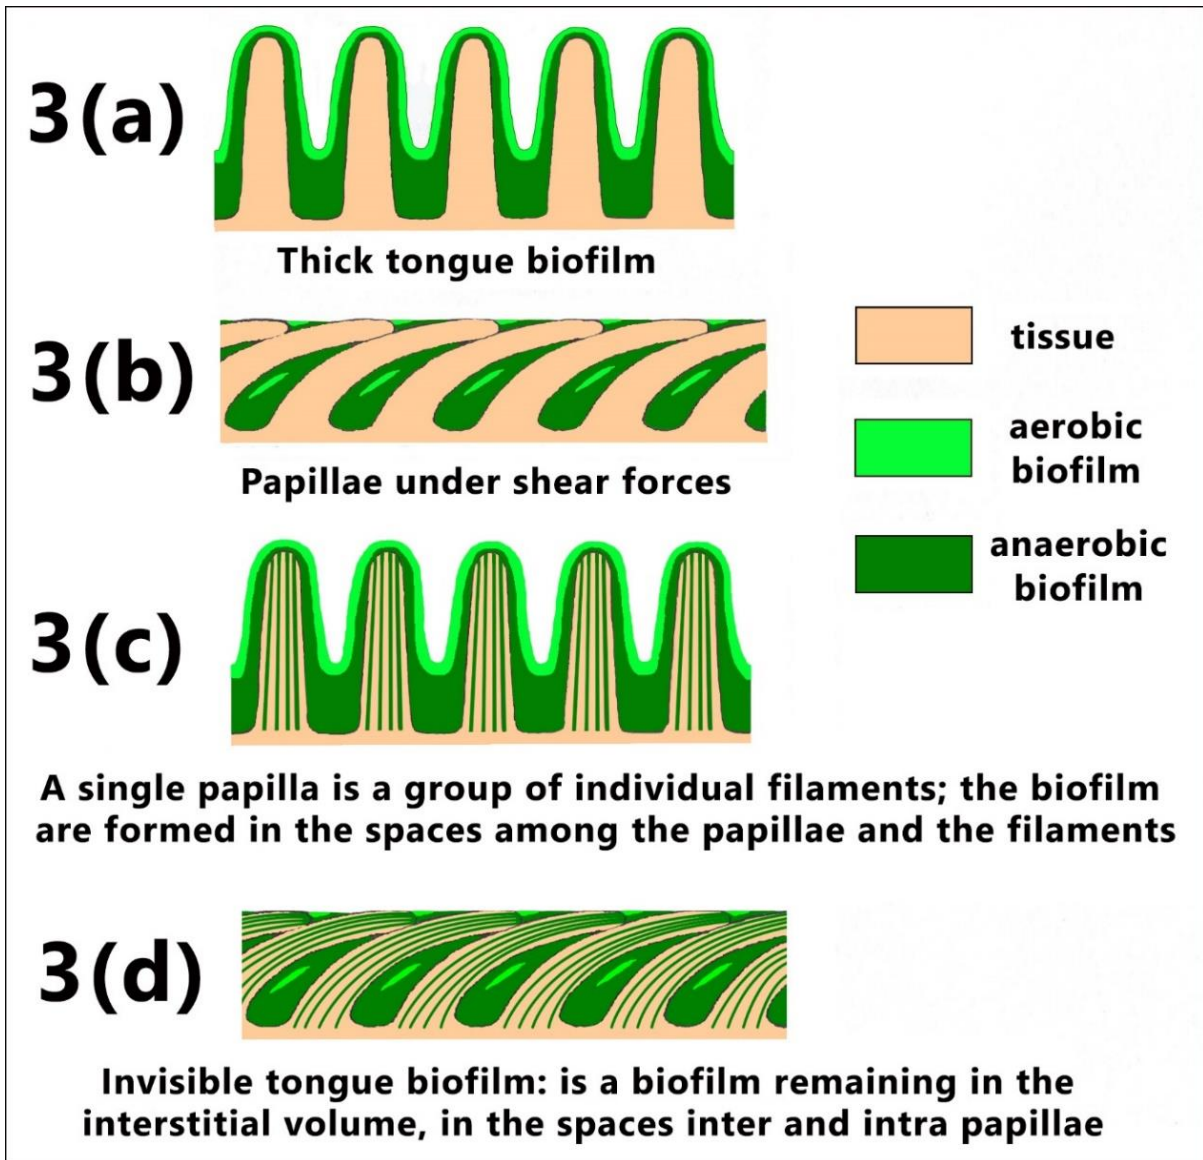 3(a)
Thick tongue biofilm
3(b)
Papillae under shear forces
tissue
aerobic
biofilm
anaerobic
biofilm
3(c)
A single papilla is a group of individual filaments; the biofilm
are formed in the spaces among the papillae and the filaments
3(d)
Invisible tongue biofilm: is a biofilm remaining in the
interstitial volume, in the spaces inter and intra papillae